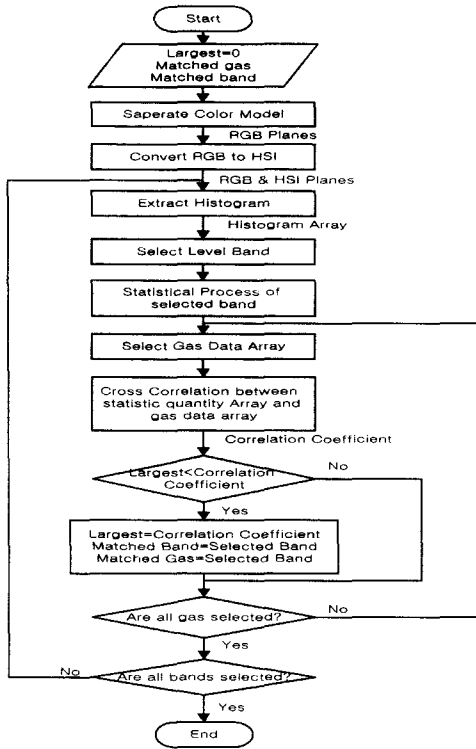 Start
Largest=0
Matched gas
Matched band
Saperate Color Model
RGB Planes
Convert RGB to HSI
RGB & HSI Planes
Extract Histogram
Histogram Array
Select Level Band
Statistical Process of
selected band
Select Gas Data Array
Cross Correlation between
statistic quantity Array and
gas data array
Correlation Coefficient
Largest<Correlation
Coefficient
No
Yes
Largest=Correlation Coefficient
Matched Band=Selected Band
Matched Gas=Selected Band
Are all gas selected?
No
Yes
No
Are all bands selected?
Yes
End